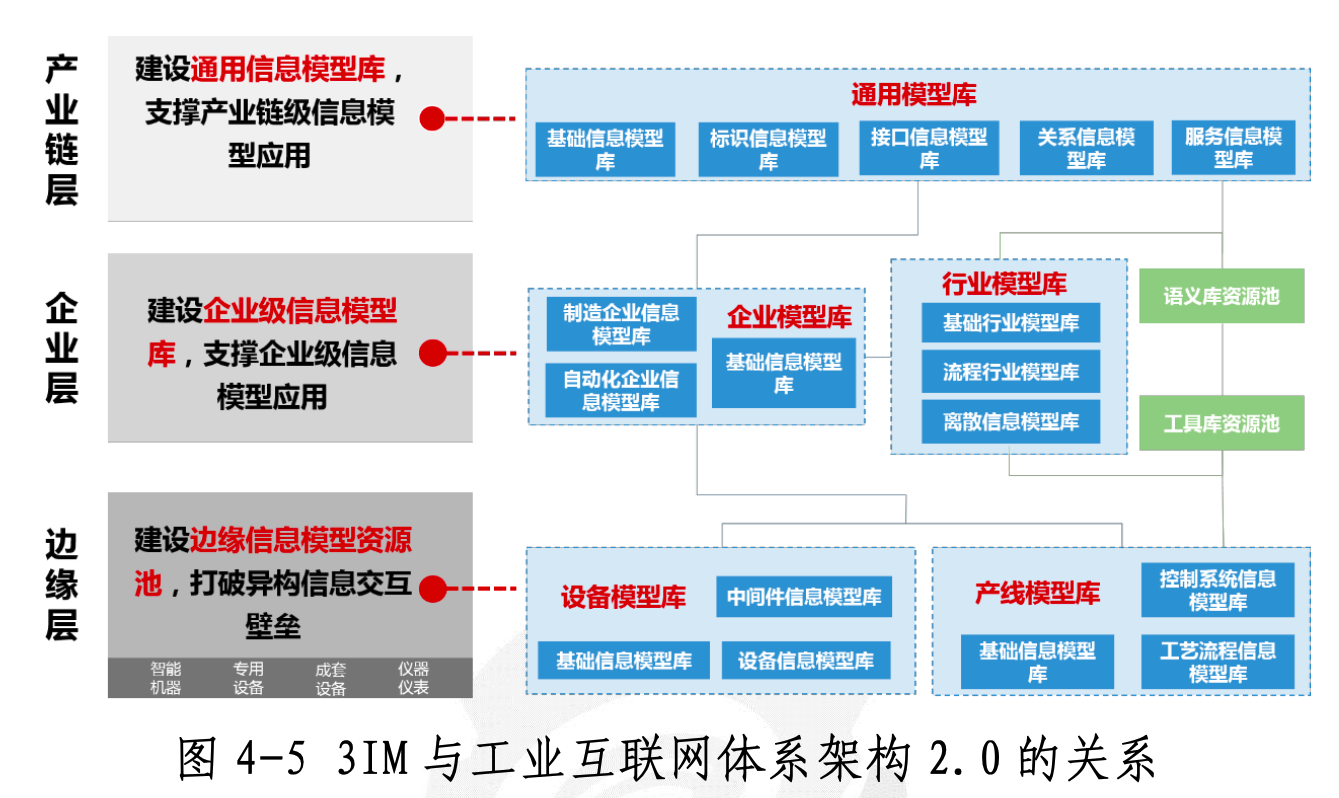 产业链层
建设通用信息模型库，
支撑产业链级信息模
型应用
通用模型库
基础信息模型
库
标识信息模型
库
接口信息模型
库
关系信息模
型库
服务信息模
型库
企业层
建设企业级信息模型
库，支撑企业级信息
模型应用
制造企业信息
模型库
自动化企业信
息模型库
企业模型库
基础信息模型
库
行业模型库
基础行业模型库
流程行业模型库
离散信息模型库
语义库资源池
工具库资源池
边缘层
建设边缘信息模型资源
池，打破异构信息交互
壁垒
智能
机器
专用
设备
成套
设备
仪器
仪表
设备模型库
中间件信息模型库
基础信息模型库
设备信息模型库
产线模型库
控制系统信息
模型库
基础信息模型
库
工艺流程信息
模型库
图 4-5 3IM 与工业互联网体系架构 2.0 的关系